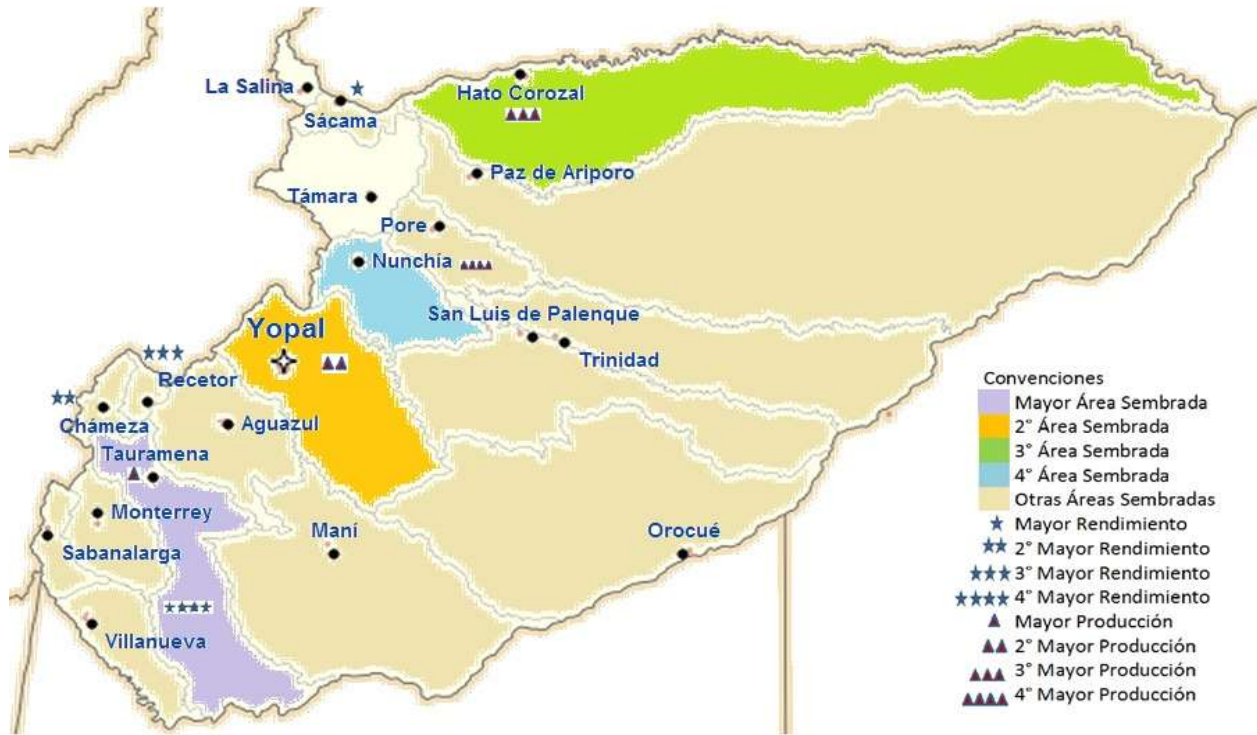 La Salina
Sácama
Hato Corozal
Paz de Ariporo
Támara
Pore
Nunchía
San Luis de Palenque
Trinidad
Yopal
Recetor
Chámeza
Aguazul
Tauramena
Monterrey
Sabanalarga
Maní
Orocué
Villanueva
Convenciones
Mayor Área Sembrada
2° Área Sembrada
3° Área Sembrada
4° Área Sembrada
Otras Áreas Sembradas
Mayor Rendimiento
2° Mayor Rendimiento
3° Mayor Rendimiento
4° Mayor Rendimiento
Mayor Producción
2° Mayor Producción
3° Mayor Producción
4° Mayor Producción